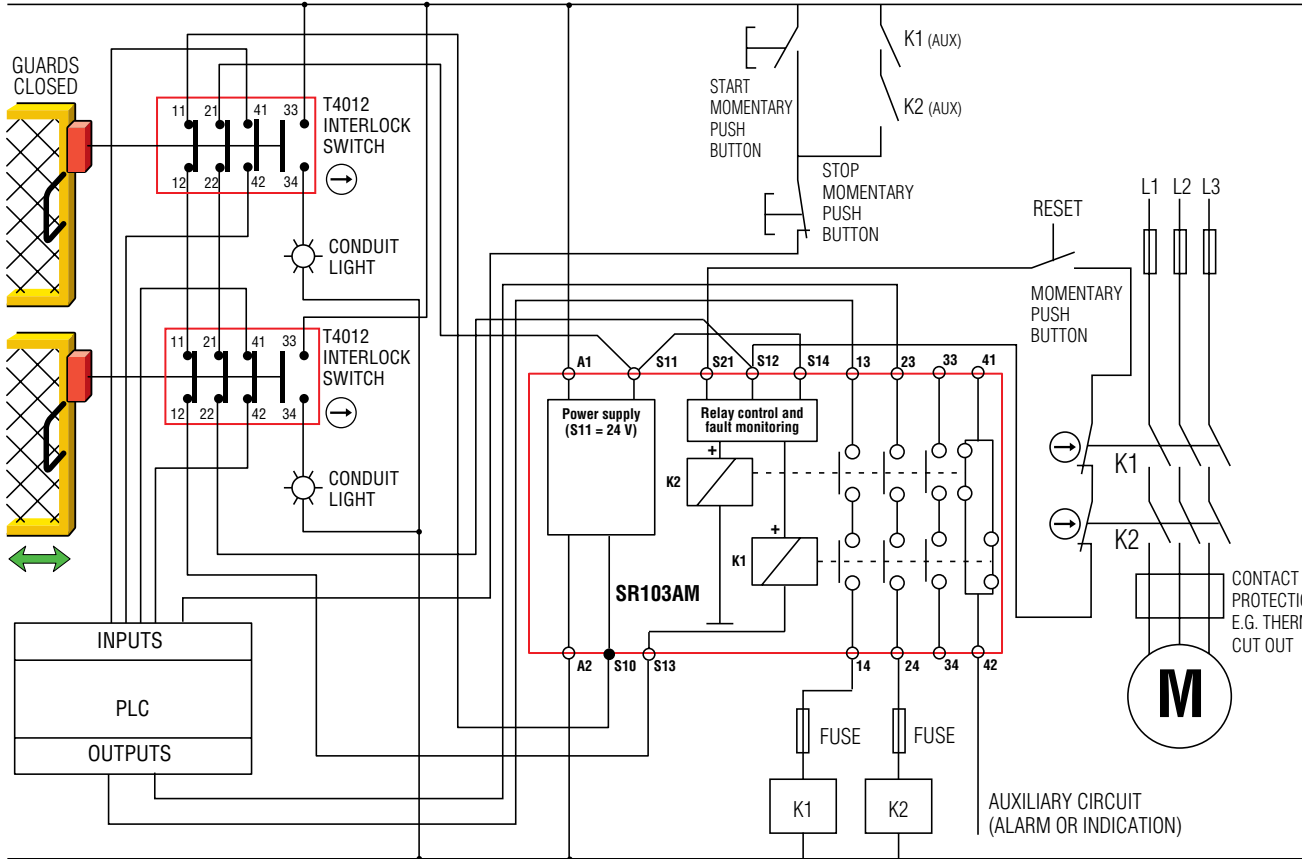 GUARDS
CLOSED
11 21 41 33
T4012
INTERLOCK
SWITCH
12 22 42 34
CONDUIT
LIGHT
11 21 41 33
T4012
INTERLOCK
SWITCH
12 22 42 34
CONDUIT
LIGHT
INPUTS
PLC
OUTPUTS
START
MOMENTARY
PUSH
BUTTON
K1 (AUX)
K2 (AUX)
STOP
MOMENTARY
PUSH
BUTTON
RESET
MOMENTARY
PUSH
BUTTON
L1 L2 L3
A1 S11 S21 S12 S14 13 23 33 41
Power supply
(S11 = 24 V)
Relay control and
fault monitoring
+
K2
+
K1
SR103AM
A2 S10 S13 14 24 34 42
FUSE
FUSE
K1
K2
AUXILIARY CIRCUIT
(ALARM OR INDICATION)
K1
K2
CONTACT
PROTECTIO
E.G. THERM
CUT OUT
M